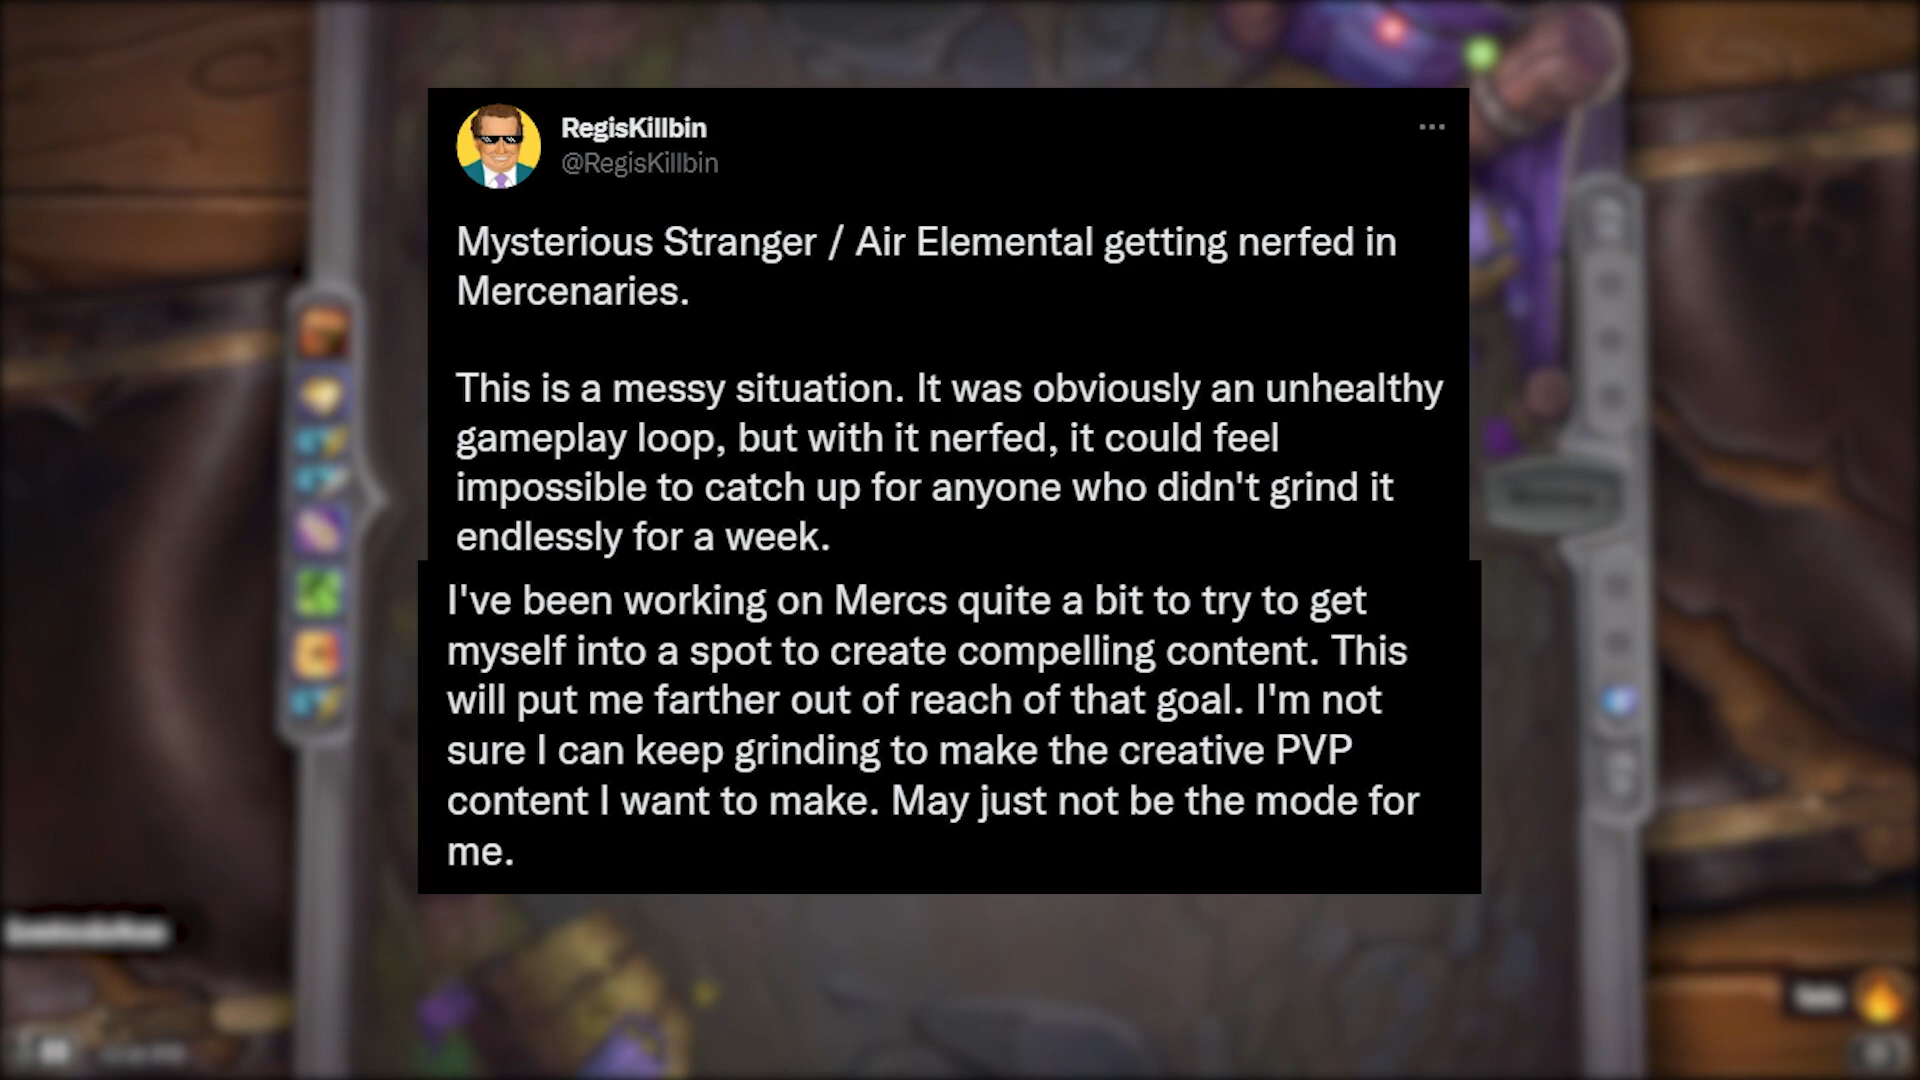 RegisKillbin
@RegisKillbin
Mysterious Stranger / Air Elemental getting nerfed in
Mercenaries.
This is a messy situation. It was obviously an unhealthy
gameplay loop, but with it nerfed, it could feel
impossible to catch up for anyone who didn't grind it
endlessly for a week.
I've been working on Mercs quite a bit to try to get
myself into a spot to create compelling content. This
will put me farther out of reach of that goal. I'm not
sure I can keep grinding to make the creative PVP
content I want to make. May just not be the mode for
me.